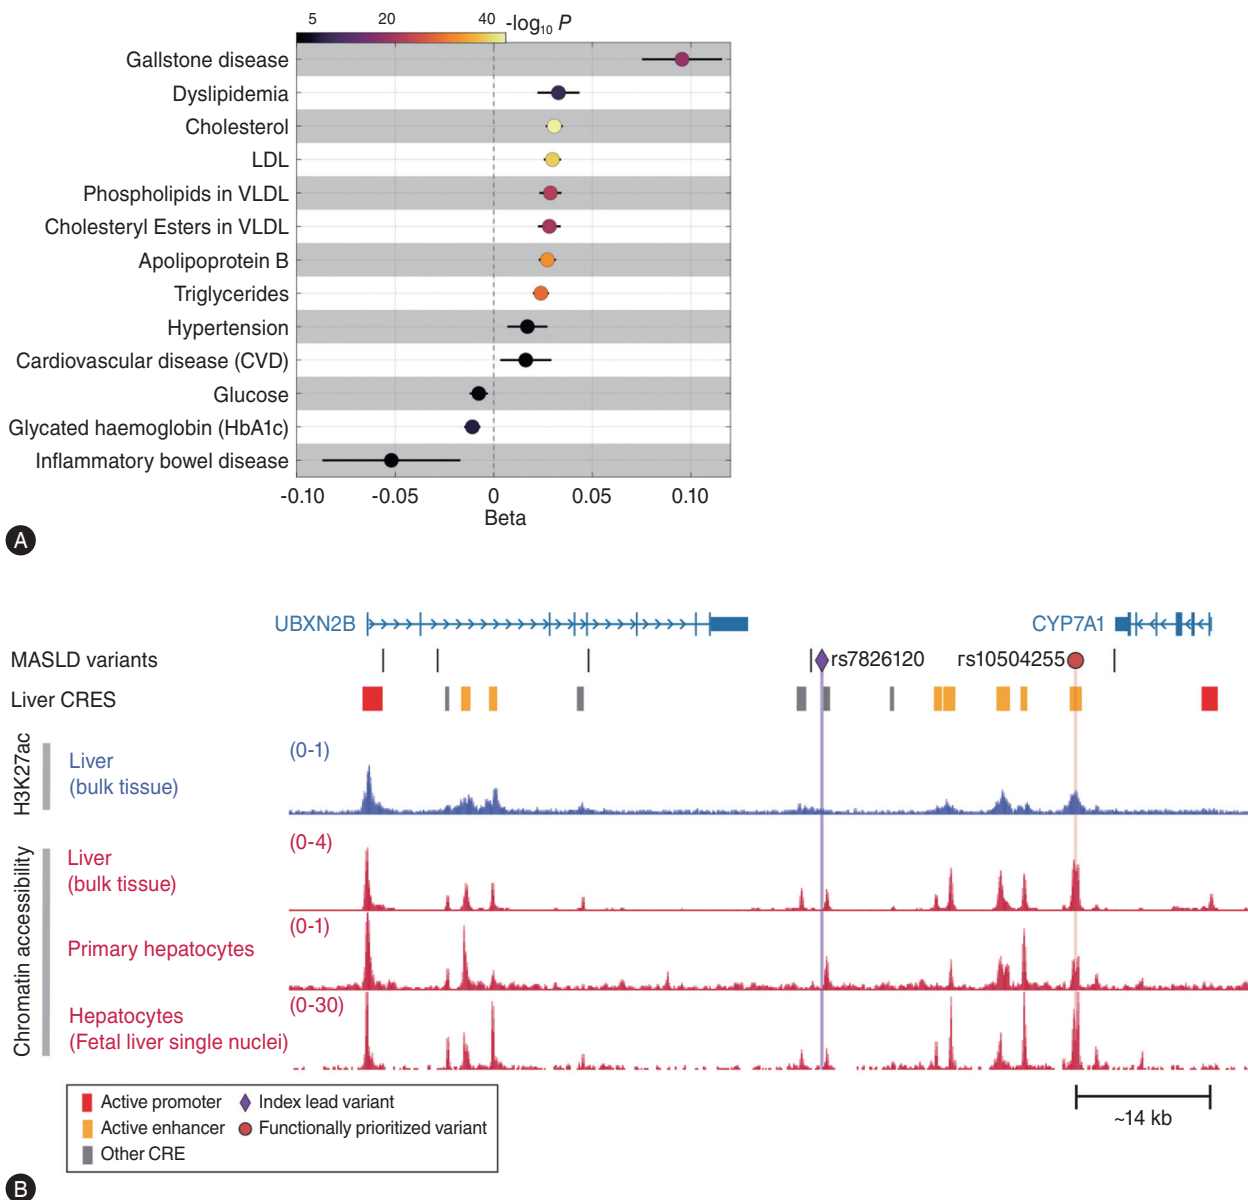 5 20 40 -log10 P
Gallstone disease
Dyslipidemia
Cholesterol
LDL
Phospholipids in VLDL
Cholesteryl Esters in VLDL
Apolipoprotein B
Triglycerides
Hypertension
Cardiovascular disease (CVD)
Glucose
Glycated haemoglobin (HbA1c)
Inflammatory bowel disease
-0.10 -0.05 0 0.05 0.10
Beta
A
UBXN2B CYP7A1
MASLD variants rs7826120 rs10504255
Liver CRES
H3K27ac
Liver
(bulk tissue)
(0-1)
Chromatin accessibility
Liver
(bulk tissue)
(0-4)
Primary hepatocytes
(0-1)
Hepatocytes
(Fetal liver single nuclei)
(0-30)
~14 kb
Active promoter Index lead variant
Active enhancer Functionally prioritized variant
Other CRE
B